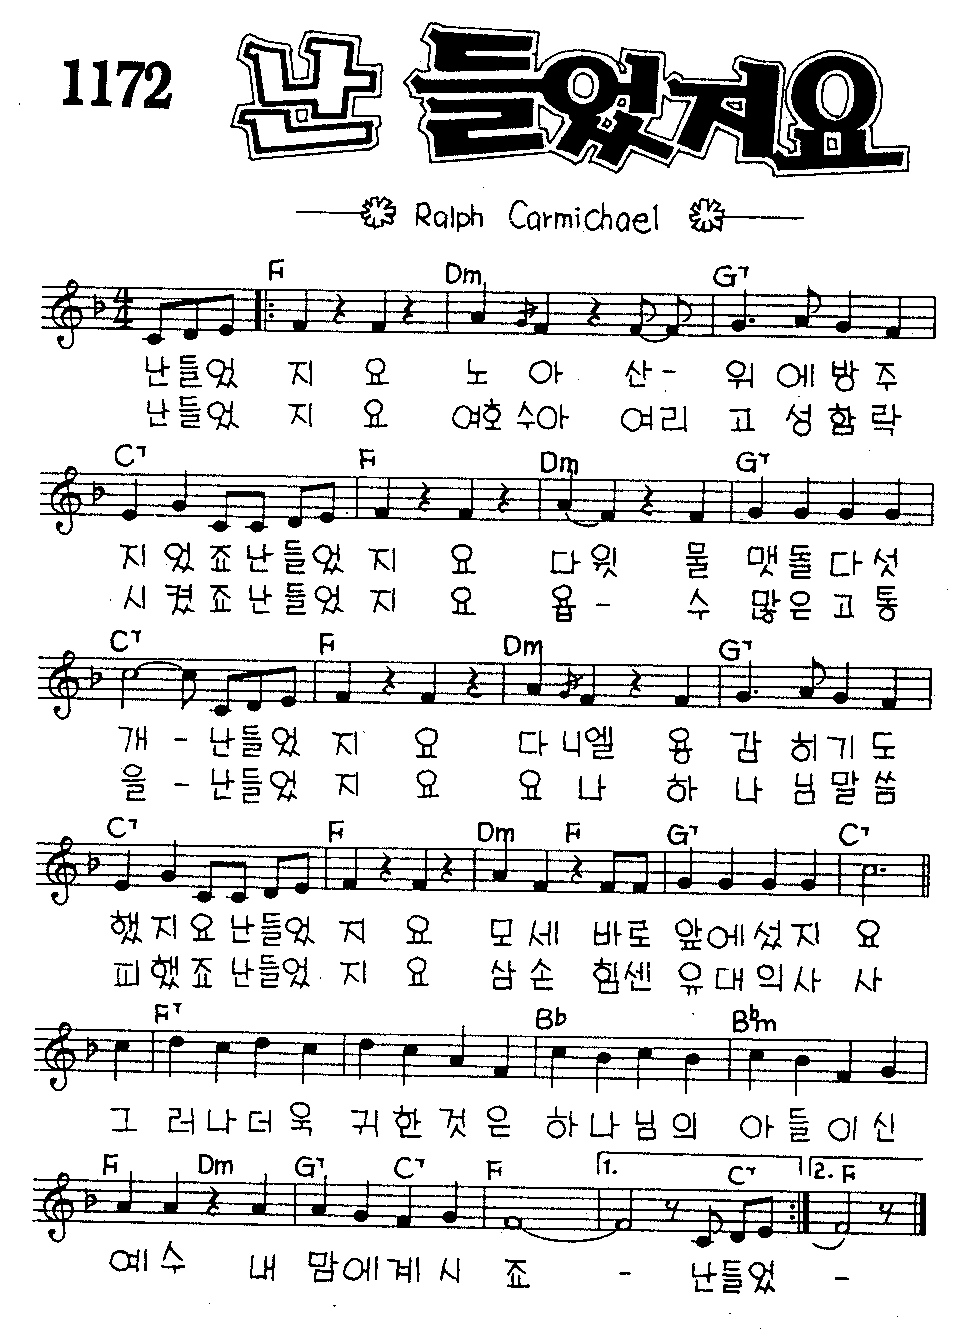 1172 난 들었지요
Ralph Carmichael
F Dm G7
난들었 지 요 노 아 산- 위 에 방 주
난들었 지 요 여호 수아 여리 고 성 함 락
C7 F Dm G7
지 었 죠 난 들 었 지 요 다 윗 물 맷 돌 다 섯
시 켰 죠 난 들 었 지 요 욥 - 수 많 은 고 통
C7 F Dm G7
개 - 난 들 었 지 요 다 니엘 용 감 히 기 도
을 - 난 들 었 지 요 요 나 하 나 님 말 씀
C7 F Dm F G7 C7
했 지 요 난 들 었 지 요 모 세 바 로 앞 에 섰 지 요
피 했 죠 난 들 었 지 요 삼 손 힘 센 유 대 의 사 사
F7 Bb Bbm
그 러 나 더 욱 귀 한 것 은 하 나 님 의 아 들 이 신
F Dm G7 C7 F 1. C7 2. F
예 수 내 맘 에 계 시 죠 - 난 들 었 -